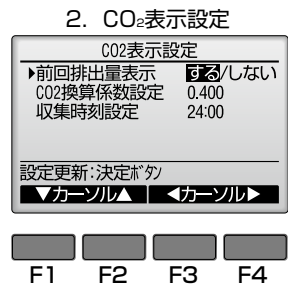 2. CO₂表示設定
CO2表示設定
▶前回排出量表示 する/しない
CO2換算係数設定 0.400
収集時刻設定 24:00
設定更新:決定ボタン
▼カーソル▲ ◀カーソル▶
F1 F2 F3 F4